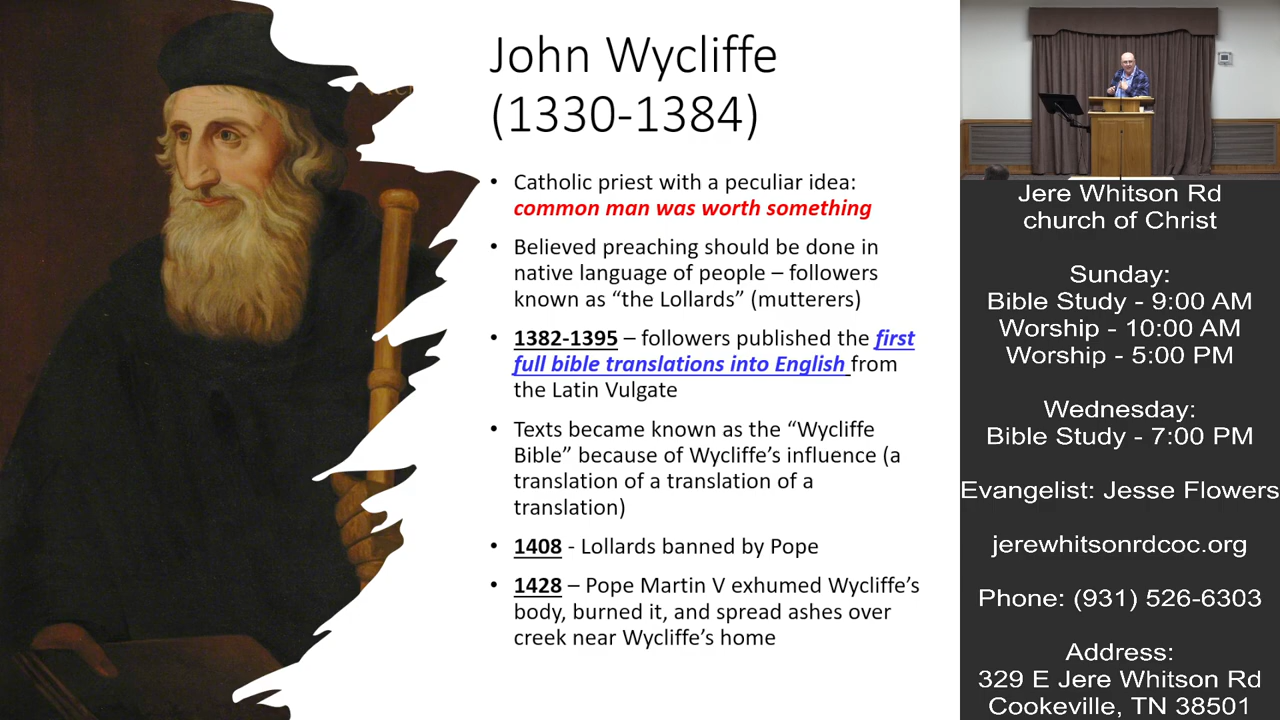 John Wycliffe
(1330-1384)
• Catholic priest with a peculiar idea:
common man was worth something
• Believed preaching should be done in
native language of people – followers
known as “the Lollards” (mutterers)
• 1382-1395 – followers published the first
full bible translations into English from
the Latin Vulgate
• Texts became known as the “Wycliffe
Bible” because of Wycliffe’s influence (a
translation of a translation of a
translation)
• 1408 - Lollards banned by Pope
• 1428 – Pope Martin V exhumed Wycliffe’s
body, burned it, and spread ashes over
creek near Wycliffe’s home
Jere Whitson Rd
church of Christ
Sunday:
Bible Study - 9:00 AM
Worship - 10:00 AM
Worship - 5:00 PM
Wednesday:
Bible Study - 7:00 PM
Evangelist: Jesse Flowers
jerewhitsonrdcoc.org
Phone: (931) 526-6303
Address:
329 E Jere Whitson Rd
Cookeville, TN 38501